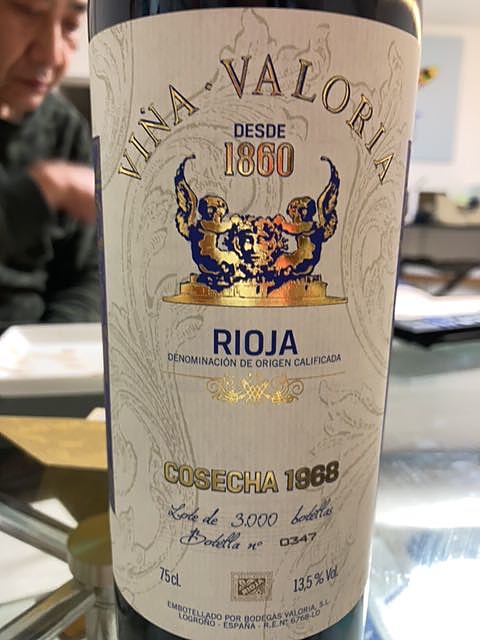 VIÑA - VALORIA
DESDE
1860
RIOJA
DENOMINACIÓN DE ORIGEN CALIFICADA
COSECHA 1968
Lote de 3.000 botellas
Botella nº 0347
75cl.
13,5% Vol.
EMBOTELLADO POR BODEGAS VALORIA, S.L.
LOGROÑO - ESPAÑA - R.E.Nº 6768-LO